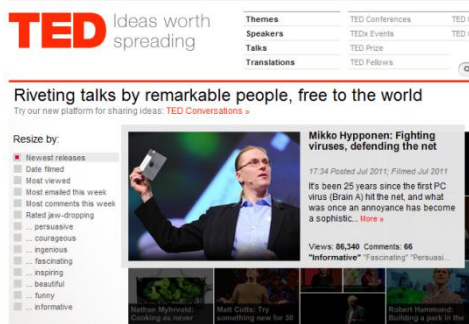 TED Ideas worth spreading
Themes
Speakers
Talks
Translations
TED Conferences
TEDx Events
TED Prize
TED Fellows
TED
TED
Riveting talks by remarkable people, free to the world
Try our new platform for sharing ideas: TED Conversations »
Resize by:
Newest releases
Date filmed
Most viewed
Most emailed this week
Most comments this week
Rated jaw-dropping
... persuasive
... courageous
... ingenious
... fascinating
... inspiring
... beautiful
... funny
... informative
Mikko Hypponen: Fighting
viruses, defending the net
17:34 Posted Jul 2011; Filmed Jul 2011
It's been 25 years since the first PC
virus (Brain A) hit the net, and what
was once an annoyance has become
a sophistic... More »
Views: 86,340 Comments: 66
"Informative" "Fascinating" "Persuasi...
Nathan Myhrvold:
Cooking as never
Matt Cutts: Try
something new for 30
Robert Hammond:
Building a park in the